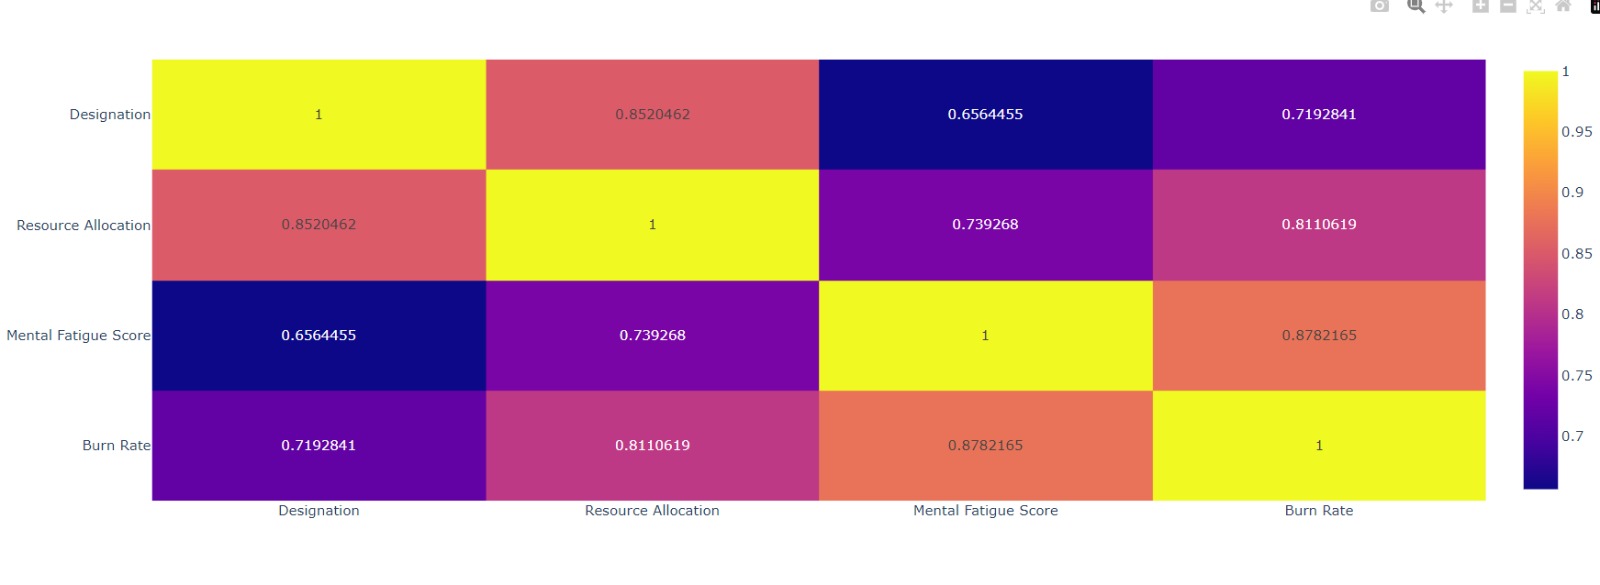 1
Designation 1 0.8520462 0.6564455 0.7192841
0.95
0.9
Resource Allocation 0.8520462 1 0.739268 0.8110619
0.85
0.8
Mental Fatigue Score 0.6564455 0.739268 1 0.8782165
0.75
0.7
Burn Rate 0.7192841 0.8110619 0.8782165 1
Designation Resource Allocation Mental Fatigue Score Burn Rate